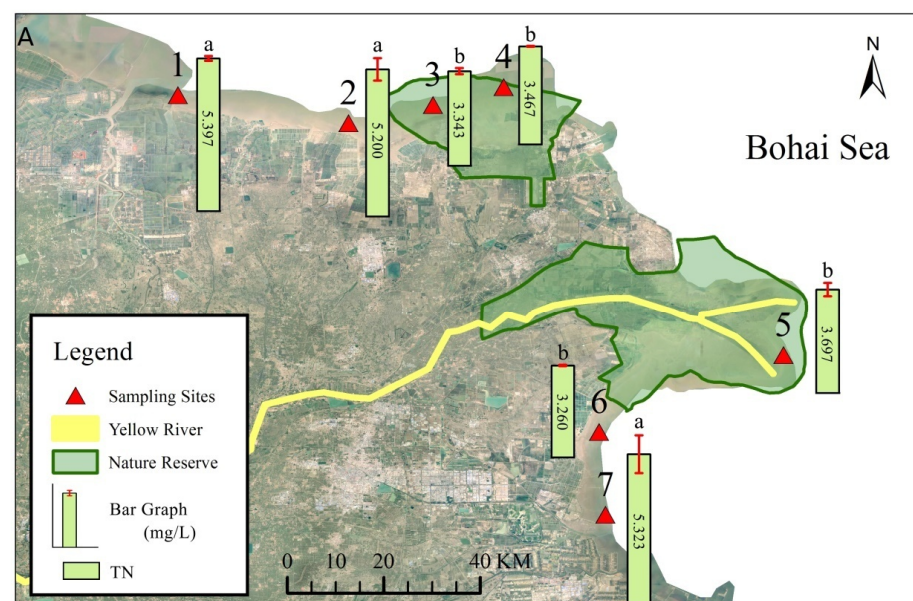 A
N
Bohai Sea
1
a
5.397
2
a
5.200
3
b
3.343
4
b
3.467
5
b
3.697
6
b
3.260
7
a
5.323
Legend
Sampling Sites
Yellow River
Nature Reserve
Bar Graph
(mg/L)
TN
0 10 20 40 KM